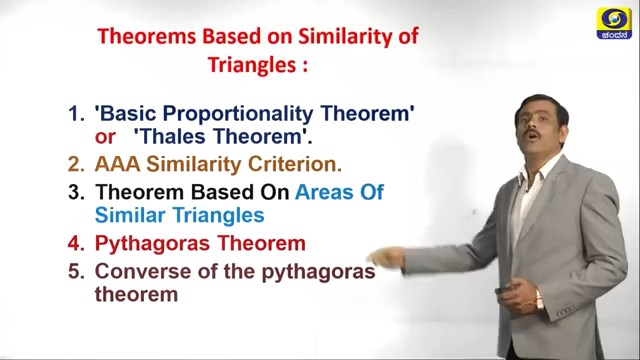 Theorems Based on Similarity of
Triangles :
ಚಂದನ
1. 'Basic Proportionality Theorem'
or 'Thales Theorem'.
2. AAA Similarity Criterion.
3. Theorem Based On Areas Of
Similar Triangles
4. Pythagoras Theorem
5. Converse of the pythagoras
theorem